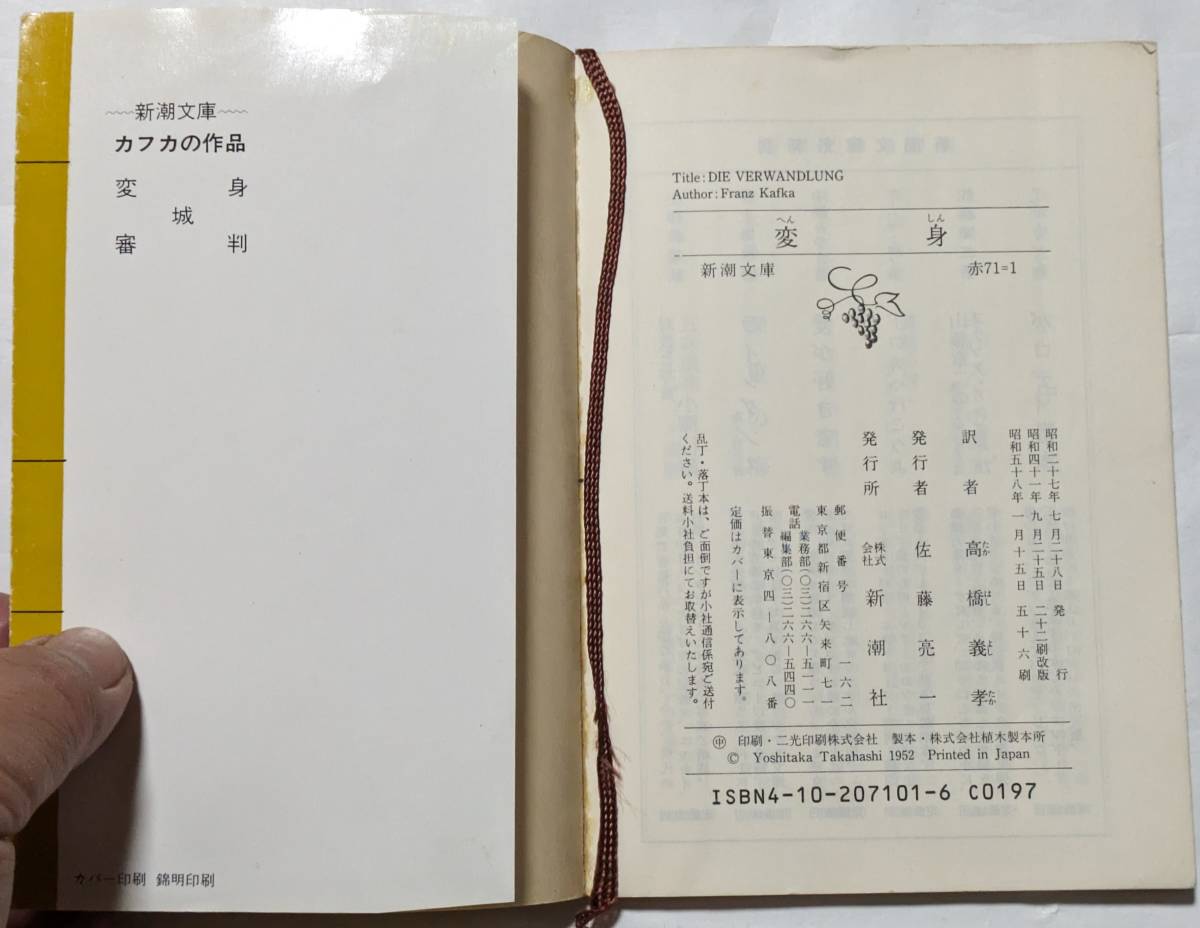 新潮文庫
カフカの作品
変身
城
審判
カバー印刷 錦明印刷
Title: DIE VERWANDLUNG
Author: Franz Kafka
へん しん
変身
新潮文庫 赤71=1
昭和二十七年七月二十八日 発行
昭和四十一年九月二十五日 二十二刷改版
昭和五十八年一月十五日 五十六刷
訳者 高橋義孝
たか はし よし たか
発行者 佐藤亮一
発行所 株式会社 新潮社
郵便番号 一六二
東京都新宿区矢来町七一
電話 業務部(〇三)二六六―五一一一
編集部(〇三)二六六―五四四〇
振替東京四―八〇八番
定価はカバーに表示してあります。
乱丁・落丁本は、ご面倒ですが小社通信係宛ご送付
ください。送料小社負担にてお取替えいたします。
㊥ 印刷・二光印刷株式会社 製本・株式会社植木製本所
© Yoshitaka Takahashi 1952 Printed in Japan
ISBN4-10-207101-6 C0197